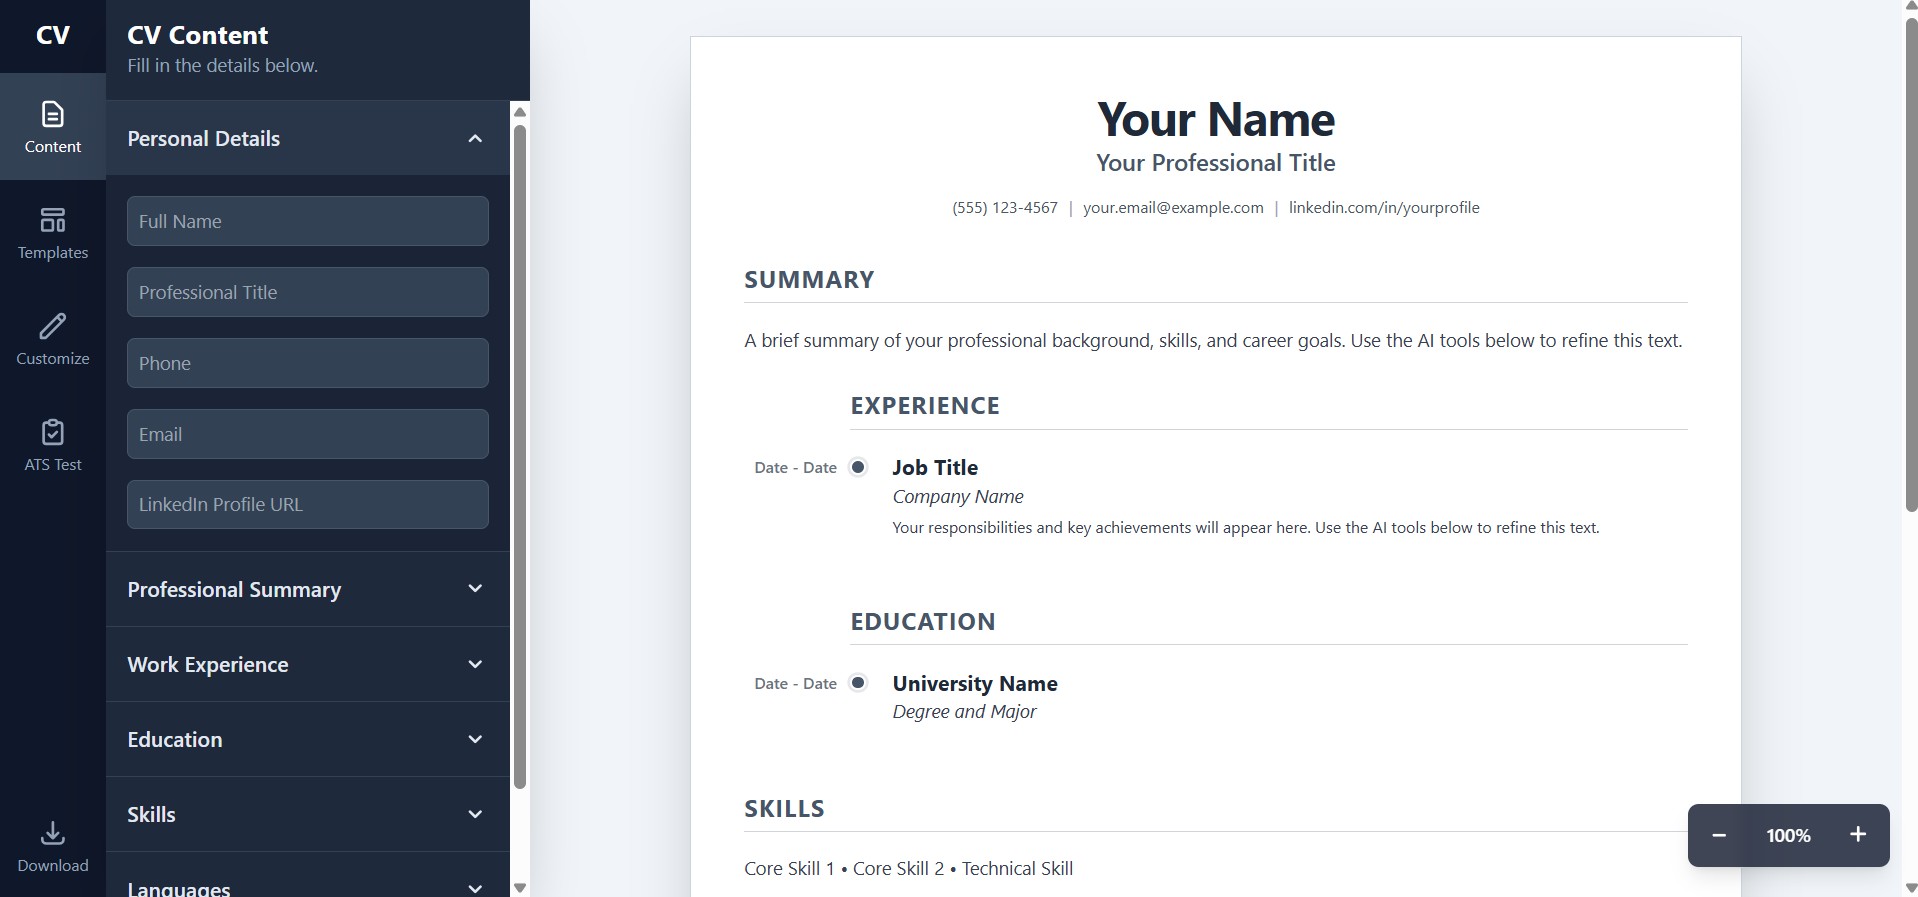 CV
Content
Templates
Customize
ATS Test
Download
CV Content
Fill in the details below.
Personal Details
Full Name
Professional Title
Phone
Email
LinkedIn Profile URL
Professional Summary
Work Experience
Education
Skills
Languages
Your Name
Your Professional Title
(555) 123-4567 | your.email@example.com | linkedin.com/in/yourprofile
SUMMARY
A brief summary of your professional background, skills, and career goals. Use the AI tools below to refine this text.
EXPERIENCE
Date - Date
Job Title
Company Name
Your responsibilities and key achievements will appear here. Use the AI tools below to refine this text.
EDUCATION
Date - Date
University Name
Degree and Major
SKILLS
Core Skill 1 • Core Skill 2 • Technical Skill
− 100% +